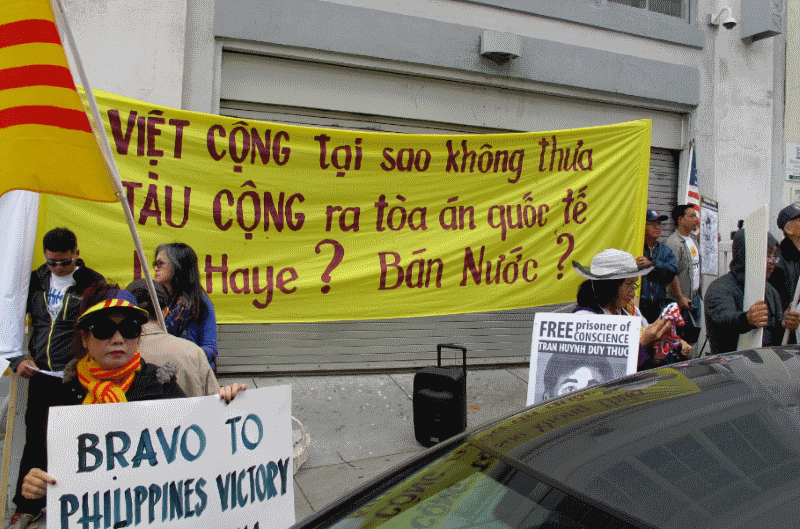 VIỆT CỘNG tại sao không thưa
TÀU CỘNG ra tòa án quốc tế
Haye ? Bán Nước ?
FREE prisoner of
CONSCIENCE
TRAN HUYNH DUY THUC
BRAVO TO
PHILIPPINES VICTORY